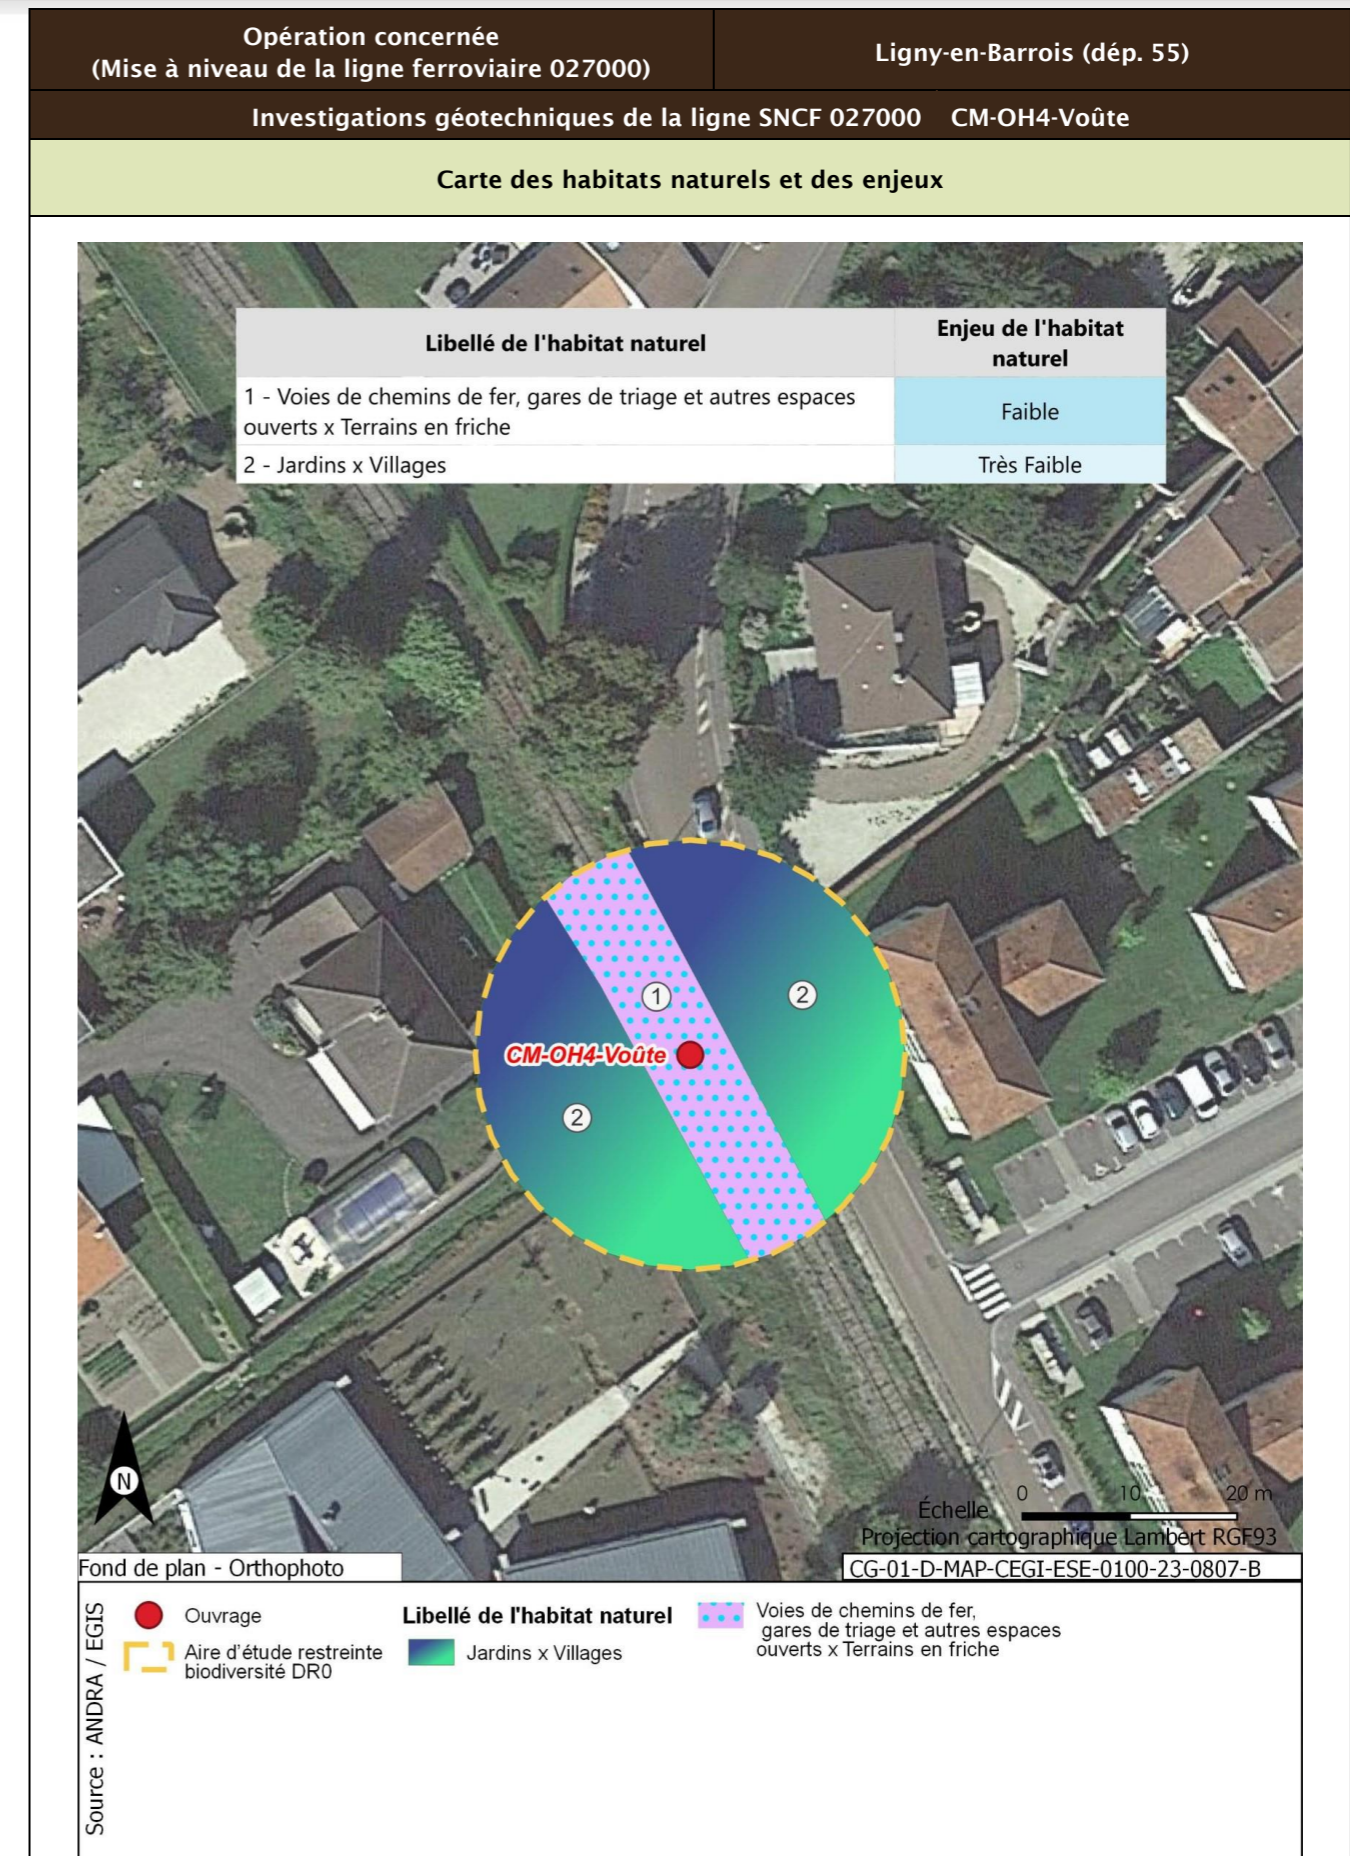 Opération concernée
(Mise à niveau de la ligne ferroviaire 027000)
Ligny-en-Barrois (dép. 55)
Investigations géotechniques de la ligne SNCF 027000 CM-OH4-Voûte
Carte des habitats naturels et des enjeux
Libellé de l'habitat naturel
Enjeu de l'habitat
naturel
1 - Voies de chemins de fer, gares de triage et autres espaces
ouverts x Terrains en friche
Faible
2 - Jardins x Villages
Très Faible
1
2
CM-OH4-Voûte
2
N
Échelle
0 10 20 m
Projection cartographique Lambert RGF93
Fond de plan - Orthophoto
CG-01-D-MAP-CEGI-ESE-0100-23-0807-B
Source : ANDRA / EGIS
Ouvrage
Aire d'étude restreinte
biodiversité DR0
Libellé de l'habitat naturel
Jardins x Villages
Voies de chemins de fer,
gares de triage et autres espaces
ouverts x Terrains en friche